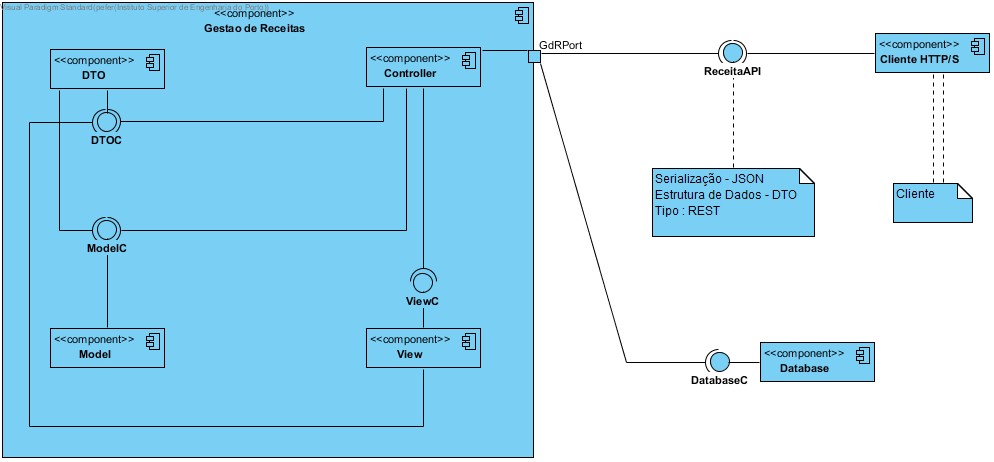 Visual Paradigm Standard(peter(Instituto Superior de Engenharia do Porto))
<<component>>
Gestao de Receitas
<<component>>
DTO
<<component>>
Controller
GdRPort
ReceitaAPI
<<component>>
Cliente HTTP/S
DTOC
Serialização - JSON
Estrutura de Dados - DTO
Tipo : REST
Cliente
ModelC
ViewC
<<component>>
Model
<<component>>
View
DatabaseC
<<component>>
Database